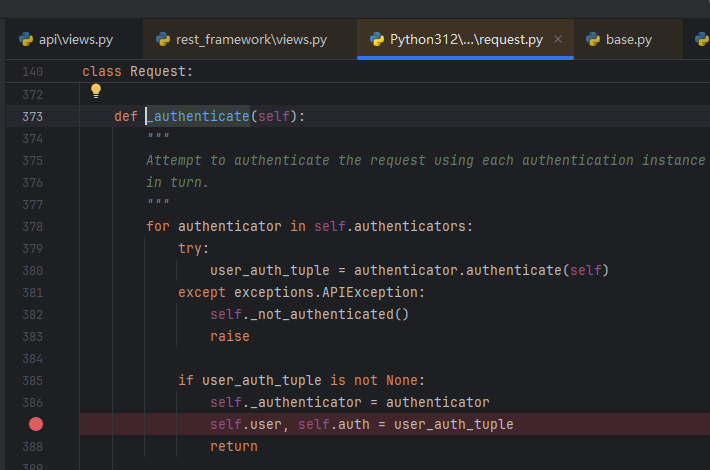 api\views.py rest_framework\views.py Python312\...\request.py × base.py
140 class Request:
372
373 def _authenticate(self):
374 """
375 Attempt to authenticate the request using each authentication instance
376 in turn.
377 """
378 for authenticator in self.authenticators:
379 try:
380 user_auth_tuple = authenticator.authenticate(self)
381 except exceptions.APIException:
382 self._not_authenticated()
383 raise
384
385 if user_auth_tuple is not None:
386 self._authenticator = authenticator
self.user, self.auth = user_auth_tuple
388 return
389